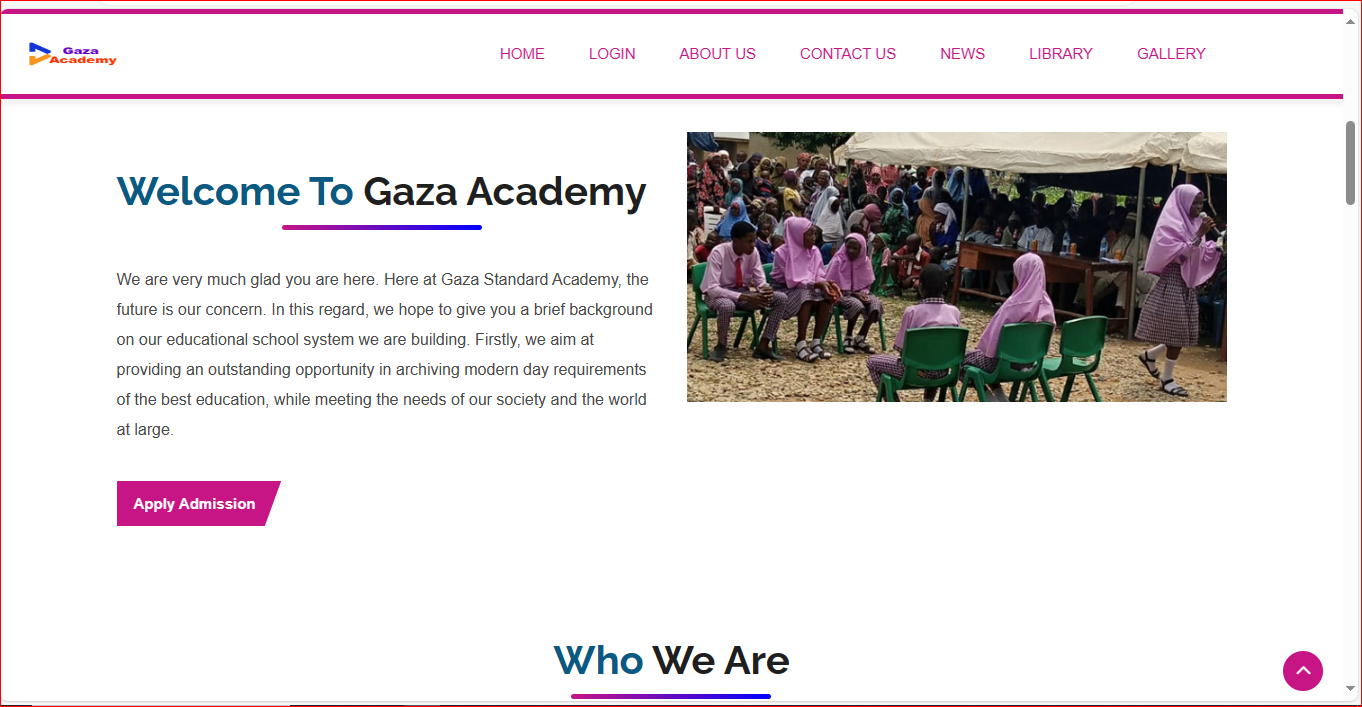 Gaza
Academy
HOME
LOGIN
ABOUT US
CONTACT US
NEWS
LIBRARY
GALLERY
Welcome To Gaza Academy
We are very much glad you are here. Here at Gaza Standard Academy, the
future is our concern. In this regard, we hope to give you a brief background
on our educational school system we are building. Firstly, we aim at
providing an outstanding opportunity in archiving modern day requirements
of the best education, while meeting the needs of our society and the world
at large.
Apply Admission
Who We Are